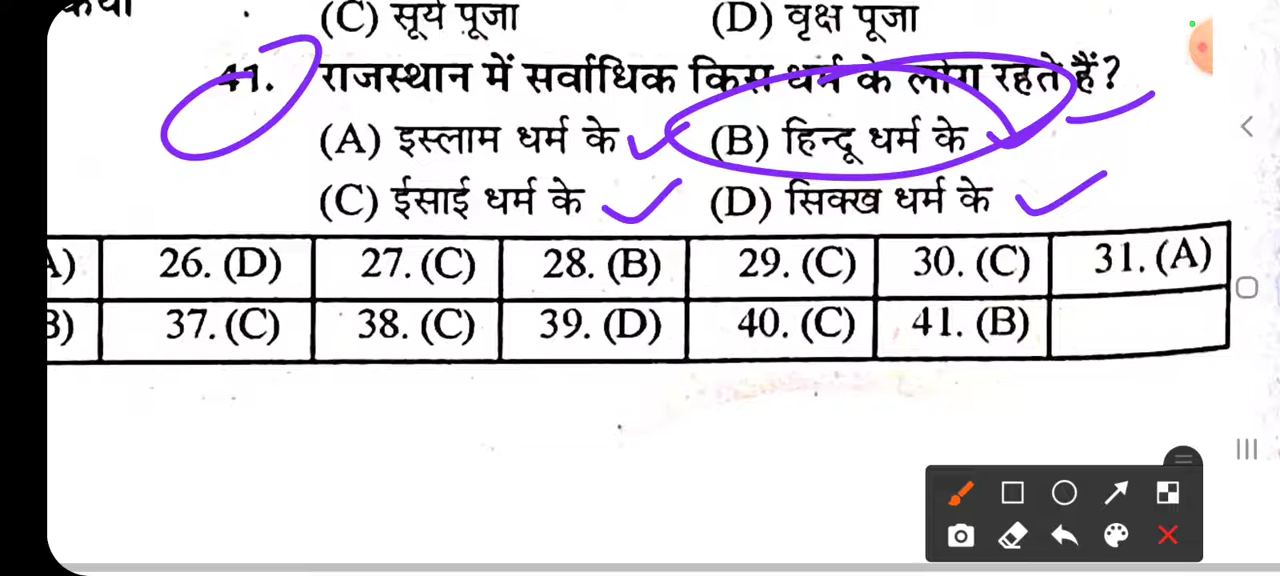 (C) सूर्य पूजा (D) वृक्ष पूजा
41. राजस्थान में सर्वाधिक किस धर्म के लोग रहते हैं?
(A) इस्लाम धर्म के (B) हिन्दू धर्म के
(C) ईसाई धर्म के (D) सिक्ख धर्म के
A) 26. (D) 27. (C) 28. (B) 29. (C) 30. (C) 31. (A)
B) 37. (C) 38. (C) 39. (D) 40. (C) 41. (B)